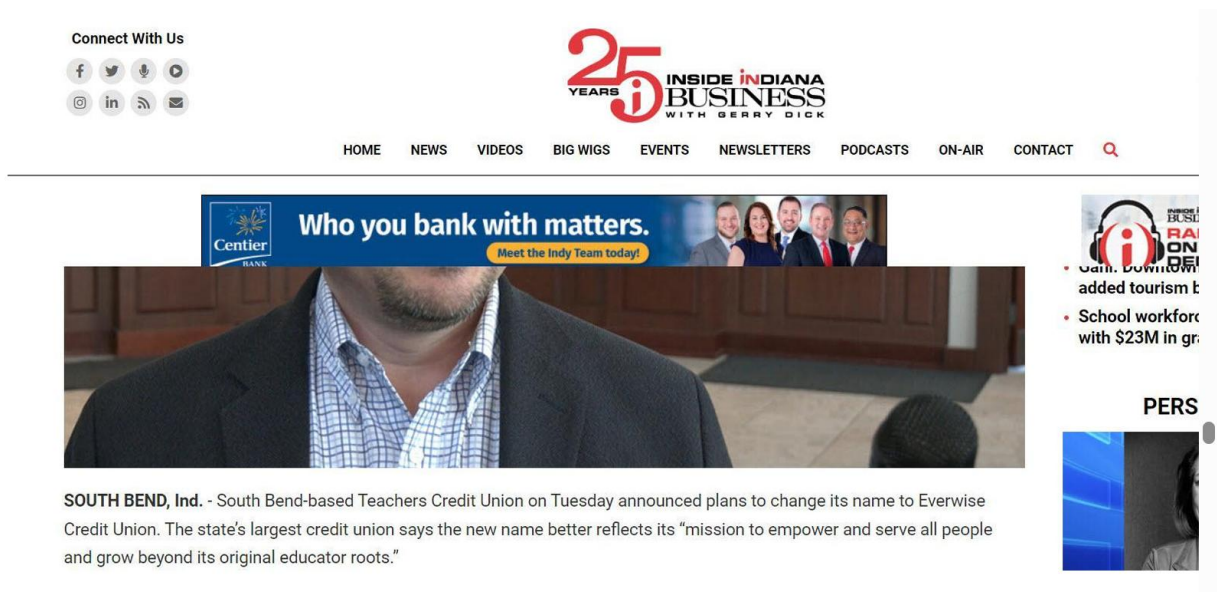 Connect With Us
25
YEARS
INSIDE iNDIANA
BUSINESS
WITH GERRY DICK
HOME NEWS VIDEOS BIG WIGS EVENTS NEWSLETTERS PODCASTS ON-AIR CONTACT
Centier
BANK
Who you bank with matters.
Meet the Indy Team today!
SOUTH BEND, Ind. - South Bend-based Teachers Credit Union on Tuesday announced plans to change its name to Everwise
Credit Union. The state’s largest credit union says the new name better reflects its “mission to empower and serve all people
and grow beyond its original educator roots.”
ON
added tourism b
School workforc
with $23M in gra
PERS